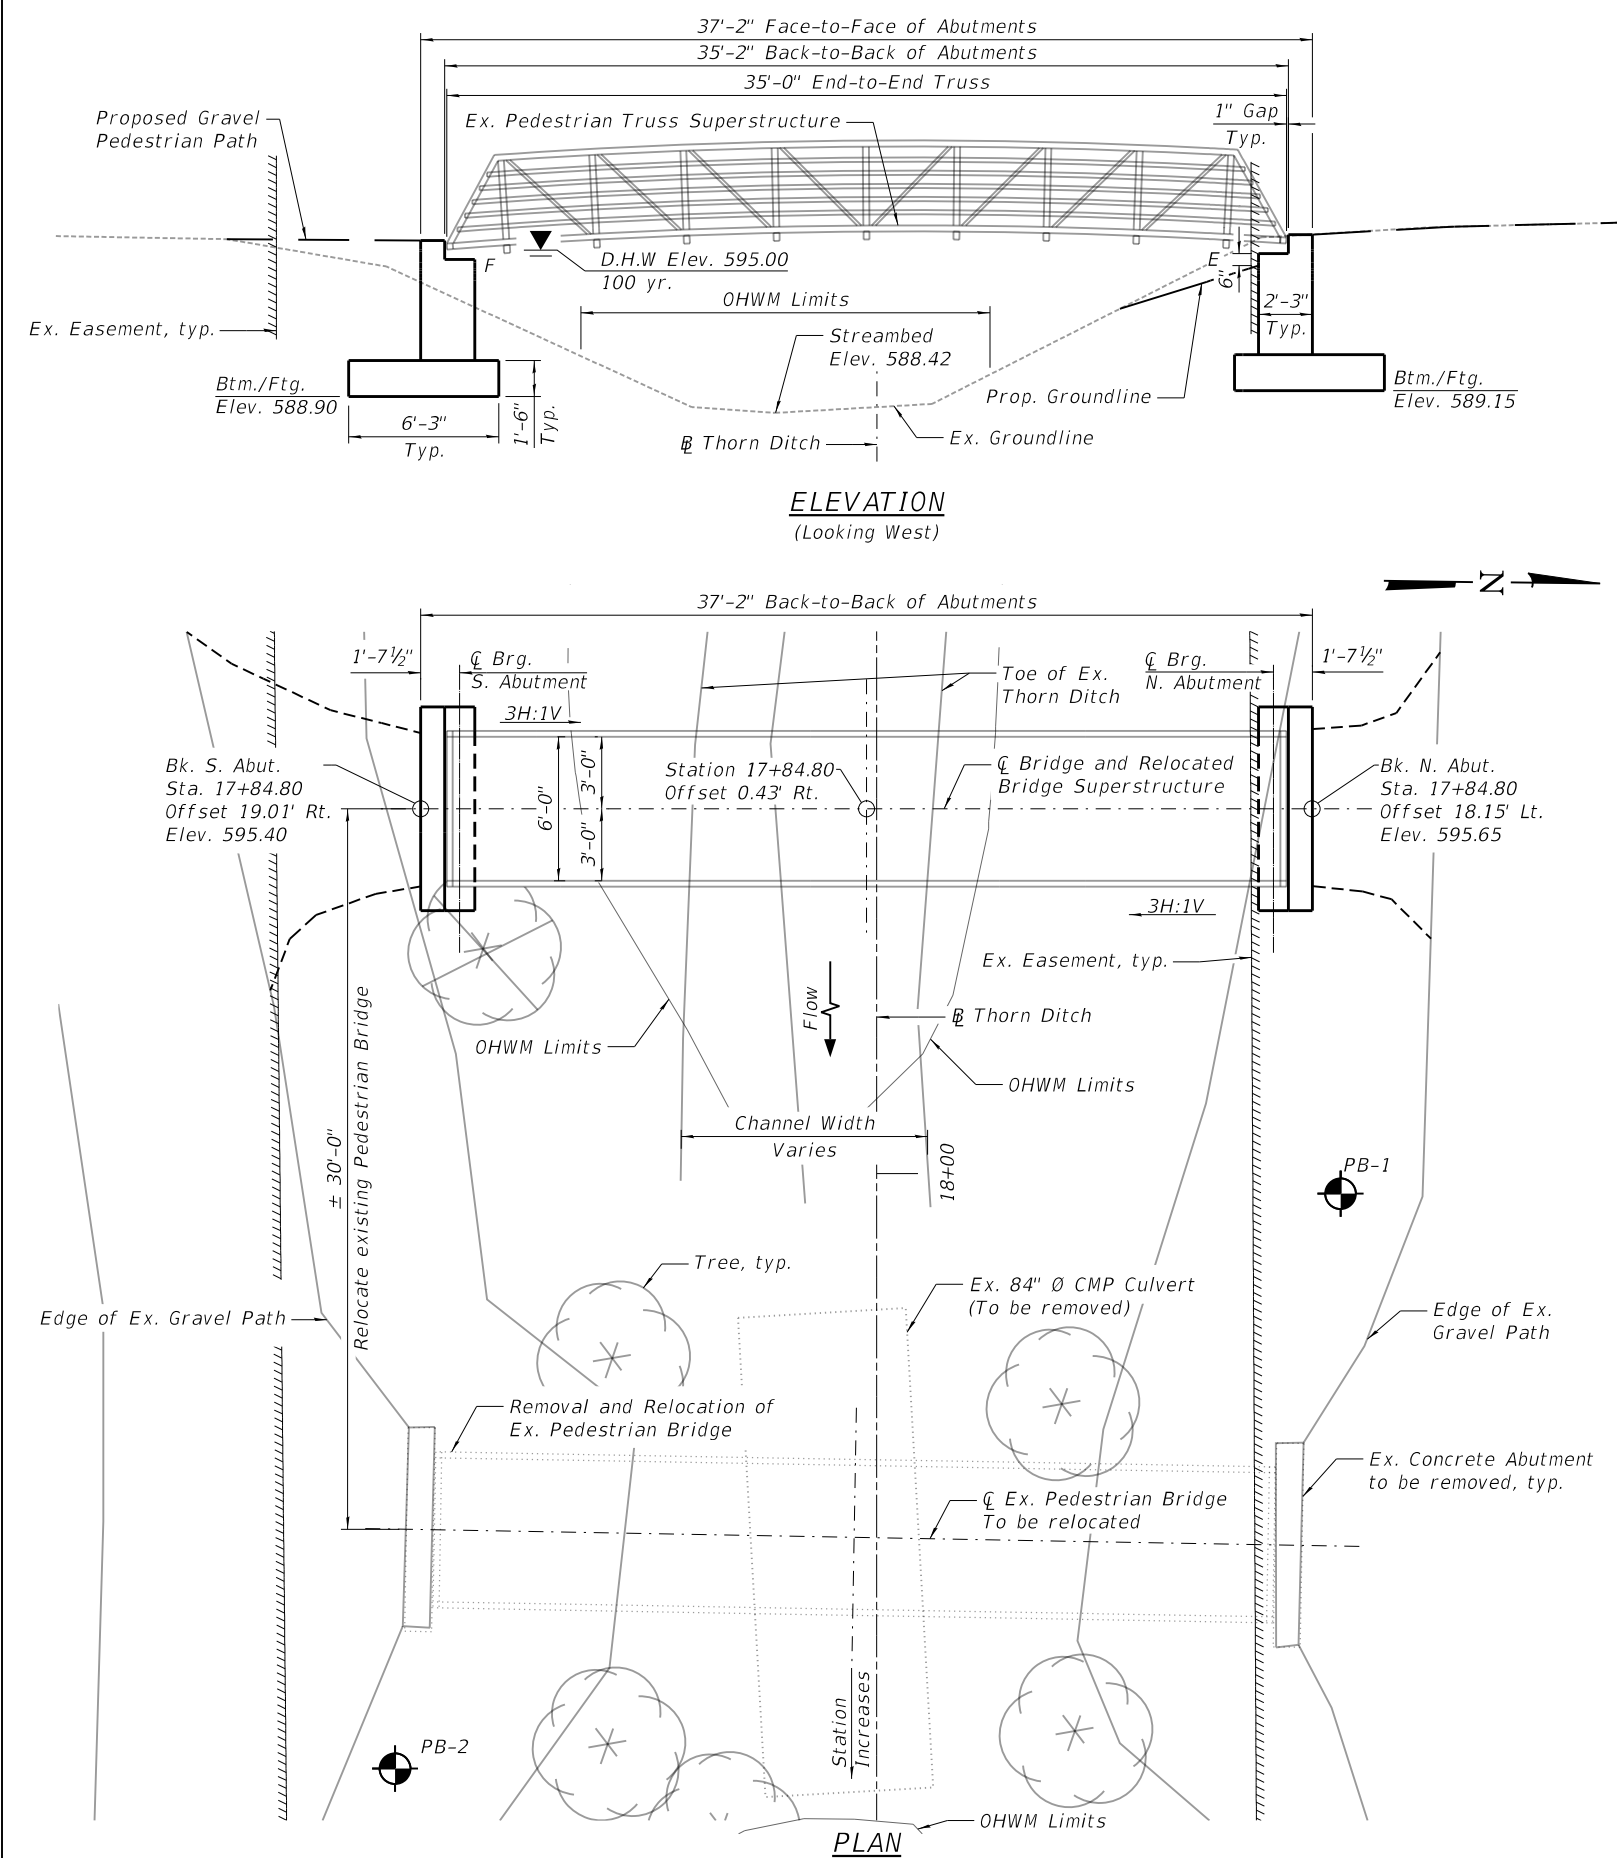 37'-2" Face-to-Face of Abutments
35'-2" Back-to-Back of Abutments
35'-0" End-to-End Truss
1" Gap
Typ.
Proposed Gravel
Pedestrian Path
Ex. Pedestrian Truss Superstructure
F
D.H.W Elev. 595.00
100 yr.
E
6"
OHWM Limits
2'-3"
Typ.
Ex. Easement, typ.
Streambed
Elev. 588.42
Btm./Ftg.
Elev. 588.90
6'-3"
Typ.
1'-6"
Typ.
Prop. Groundline
Btm./Ftg.
Elev. 589.15
℄ Thorn Ditch
Ex. Groundline
ELEVATION
(Looking West)
N
37'-2" Back-to-Back of Abutments
1'-7½"
℄ Brg.
S. Abutment
Toe of Ex.
Thorn Ditch
℄ Brg.
N. Abutment
1'-7½"
3H:1V
Bk. S. Abut.
Sta. 17+84.80
Offset 19.01' Rt.
Elev. 595.40
6'-0"
3'-0"
3'-0"
Station 17+84.80
Offset 0.43' Rt.
℄ Bridge and Relocated
Bridge Superstructure
Bk. N. Abut.
Sta. 17+84.80
Offset 18.15' Lt.
Elev. 595.65
3H:1V
Ex. Easement, typ.
Flow
℄ Thorn Ditch
OHWM Limits
OHWM Limits
Channel Width
Varies
18+00
± 30'-0"
Relocate existing Pedestrian Bridge
PB-1
Tree, typ.
Ex. 84" Ø CMP Culvert
(To be removed)
Edge of Ex. Gravel Path
Edge of Ex.
Gravel Path
Removal and Relocation of
Ex. Pedestrian Bridge
Ex. Concrete Abutment
to be removed, typ.
℄ Ex. Pedestrian Bridge
To be relocated
Station
Increases
PB-2
OHWM Limits
PLAN